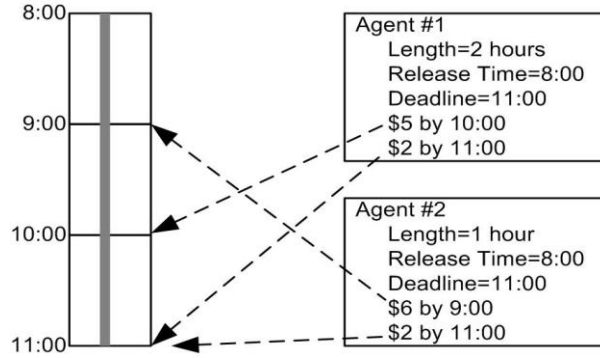 8:00
9:00
10:00
11:00
Agent #1
Length=2 hours
Release Time=8:00
Deadline=11:00
$5 by 10:00
$2 by 11:00
Agent #2
Length=1 hour
Release Time=8:00
Deadline=11:00
$6 by 9:00
$2 by 11:00